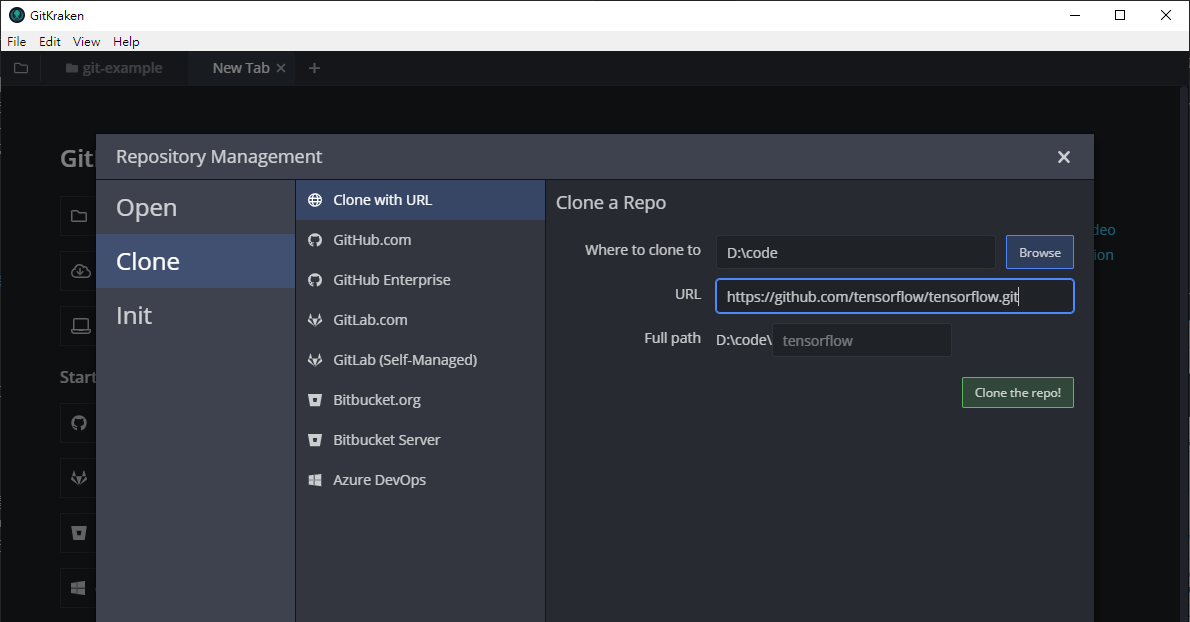 GitKraken
File Edit View Help
git-example New Tab
Git
Repository Management
Open
Clone
Init
Start
Clone with URL
GitHub.com
GitHub Enterprise
GitLab.com
GitLab (Self-Managed)
Bitbucket.org
Bitbucket Server
Azure DevOps
Clone a Repo
Where to clone to D:\code Browse
URL https://github.com/tensorflow/tensorflow.git
Full path D:\code\ tensorflow
Clone the repo!
deo
ion